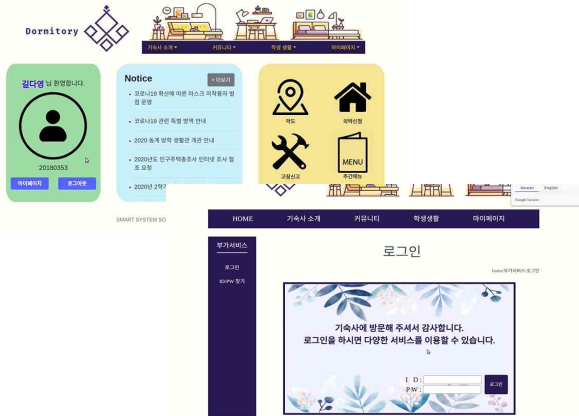 Dormitory
기숙사 소개 커뮤니티 학생 생활 마이페이지
길다영 님 환영합니다.
20180353
마이페이지 로그아웃
Notice
+ 더보기
코로나19 확산에 따른 마스크 미착용자 벌
점 운영
코로나19 관련 특별 방역 안내
2020 동계 방학 생활관 개관 안내
2020년도 인구주택총조사 인터넷 조사 협
조 요청
2020년 2학기
약도
외박신청
고장신고
MENU
주간메뉴
SMART SYSTEM SO
Korean English
Google Translate
HOME 기숙사 소개 커뮤니티 학생생활 마이페이지
부가서비스
로그인
ID/PW 찾기
로그인
home/부가서비스/로그인
기숙사에 방문해 주셔서 감사합니다.
로그인을 하시면 다양한 서비스를 이용할 수 있습니다.
I D :
PW :
로그인